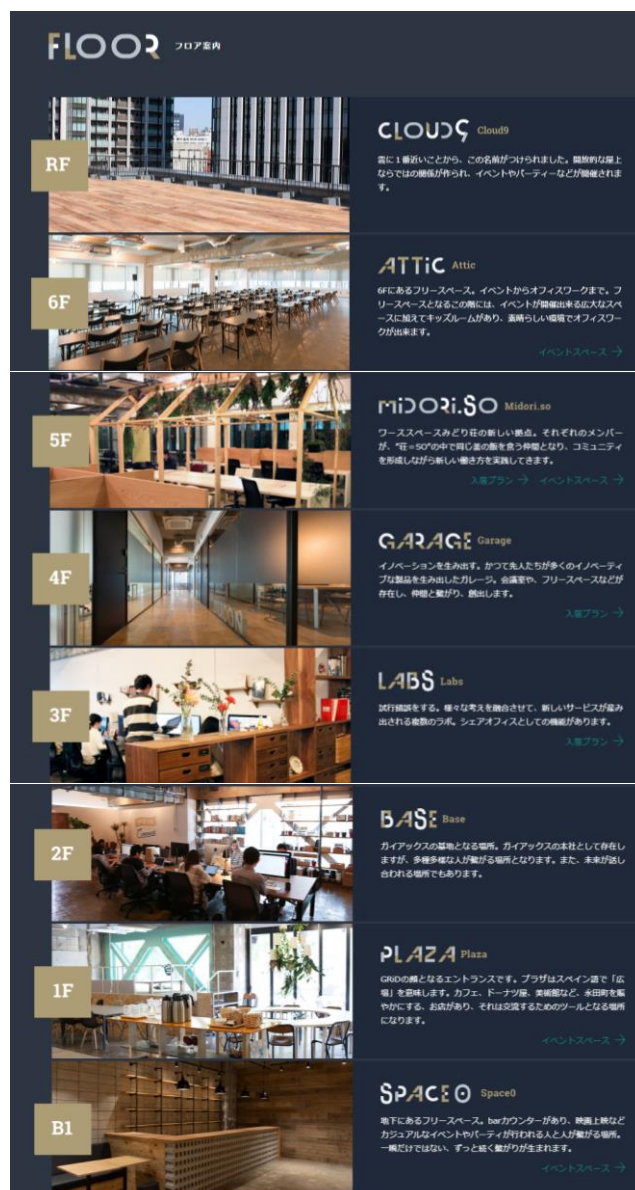 FLOOR フロア案内
RF
CLOUD9 Cloud9
雲に1番近いことから、この名前がつけられました。開放的な屋上
ならではの関係が作られ、イベントやパーティーなどが開催されま
す。
6F
ATTiC Attic
6Fにあるフリースペース。イベントからオフィスワークまで。フ
リースペースとなるこの階には、イベントが開催出来る広大なスペ
ースに加えてキッズルームがあり、素晴らしい環境でオフィスワー
クが出来ます。
イベントスペース →
5F
MiDORi.SO Midori.so
ワーススペースみどり荘の新しい拠点。それぞれのメンバー
が、"荘=SO"の中で同じ釜の飯を食う仲間となり、コミュニティ
を形成しながら新しい働き方を実践してきます。
入居プラン → イベントスペース →
4F
GARAGE Garage
イノベーションを生み出す。かつて先人たちが多くのイノベーティ
ブな製品を生み出したガレージ。会議室や、フリースペースなどが
存在し、仲間と繋がり、創出します。
入居プラン →
3F
LABS Labs
試行錯誤をする。様々な考えを融合させて、新しいサービスが産み
出される複数のラボ。シェアオフィスとしての機能があります。
入居プラン →
2F
BASE Base
ガイアックスの基地となる場所。ガイアックスの本社として存在し
ますが、多種多様な人が繋がる場所となります。また、未来が話し
合われる場所でもあります。
1F
PLAZA Plaza
GRiDの顔となるエントランスです。プラザはスペイン語で「広
場」を意味します。カフェ、ドーナツ屋、美術館など、永田町を賑
やかにする、お店があり、それは交流するためのツールとなる場所
になります。
イベントスペース →
B1
SPACE0 Space0
地下にあるフリースペース。barカウンターがあり、映画上映など
カジュアルなイベントやパーティが行われる人と人が繋がる場所。
一瞬だけではない、ずっと続く繋がりが生まれます。
イベントスペース →